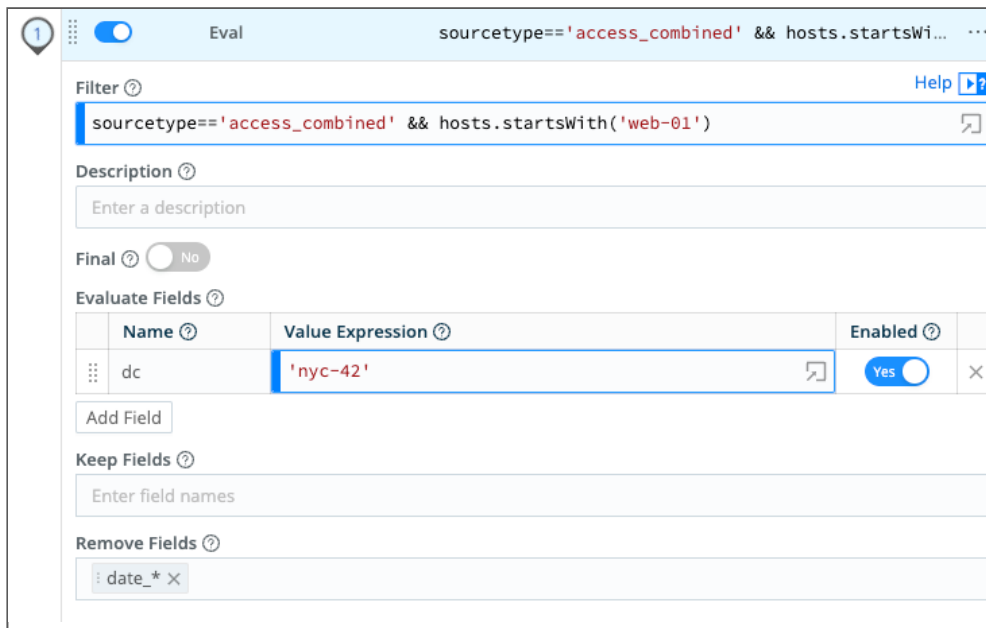 1 Eval sourcetype=='access_combined' && hosts.startsWi... ...
Filter Help
sourcetype=='access_combined' && hosts.startsWith('web-01')
Description
Enter a description
Final No
Evaluate Fields
Name Value Expression Enabled
dc 'nyc-42' Yes
Add Field
Keep Fields
Enter field names
Remove Fields
date_*